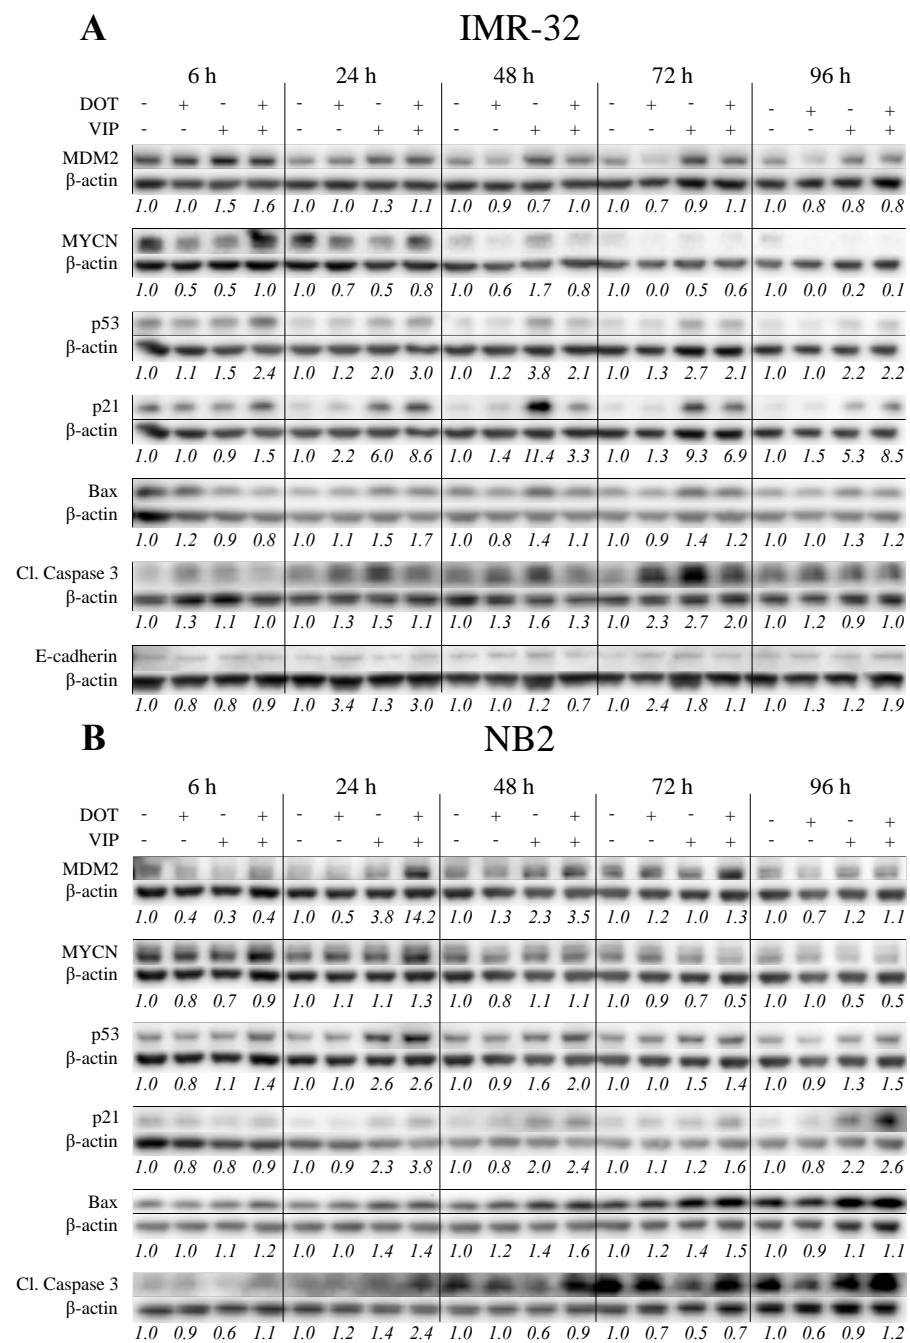 A IMR-32
6 h 24 h 48 h 72 h 96 h
DOT - + - + - + - + - + - + - + - + - + - +
VIP - - + + - - + + - - + + - - + + - - + +
MDM2
β-actin
1.0 1.0 1.5 1.6 1.0 1.0 1.3 1.1 1.0 0.9 0.7 1.0 1.0 0.7 0.9 1.1 1.0 0.8 0.8 0.8
MYCN
β-actin
1.0 0.5 0.5 1.0 1.0 0.7 0.5 0.8 1.0 0.6 1.7 0.8 1.0 0.0 0.5 0.6 1.0 0.0 0.2 0.1
p53
β-actin
1.0 1.1 1.5 2.4 1.0 1.2 2.0 3.0 1.0 1.2 3.8 2.1 1.0 1.3 2.7 2.1 1.0 1.0 2.2 2.2
p21
β-actin
1.0 1.0 0.9 1.5 1.0 2.2 6.0 8.6 1.0 1.4 11.4 3.3 1.0 1.3 9.3 6.9 1.0 1.5 5.3 8.5
Bax
β-actin
1.0 1.2 0.9 0.8 1.0 1.1 1.5 1.7 1.0 0.8 1.4 1.1 1.0 0.9 1.4 1.2 1.0 1.0 1.3 1.2
Cl. Caspase 3
β-actin
1.0 1.3 1.1 1.0 1.0 1.3 1.5 1.1 1.0 1.3 1.6 1.3 1.0 2.3 2.7 2.0 1.0 1.2 0.9 1.0
E-cadherin
β-actin
1.0 0.8 0.8 0.9 1.0 3.4 1.3 3.0 1.0 1.0 1.2 0.7 1.0 2.4 1.8 1.1 1.0 1.3 1.2 1.9
B NB2
6 h 24 h 48 h 72 h 96 h
DOT - + - + - + - + - + - + - + - + - + - +
VIP - - + + - - + + - - + + - - + + - - + +
MDM2
β-actin
1.0 0.4 0.3 0.4 1.0 0.5 3.8 14.2 1.0 1.3 2.3 3.5 1.0 1.2 1.0 1.3 1.0 0.7 1.2 1.1
MYCN
β-actin
1.0 0.8 0.7 0.9 1.0 1.1 1.1 1.3 1.0 0.8 1.1 1.1 1.0 0.9 0.7 0.5 1.0 1.0 0.5 0.5
p53
β-actin
1.0 0.8 1.1 1.4 1.0 1.0 2.6 2.6 1.0 0.9 1.6 2.0 1.0 1.0 1.5 1.4 1.0 0.9 1.3 1.5
p21
β-actin
1.0 0.8 0.8 0.9 1.0 0.9 2.3 3.8 1.0 0.8 2.0 2.4 1.0 1.1 1.2 1.6 1.0 0.8 2.2 2.6
Bax
β-actin
1.0 1.0 1.1 1.2 1.0 1.0 1.4 1.4 1.0 1.2 1.4 1.6 1.0 1.2 1.4 1.5 1.0 0.9 1.1 1.1
Cl. Caspase 3
β-actin
1.0 0.9 0.6 1.1 1.0 1.2 1.4 2.4 1.0 0.8 0.6 0.9 1.0 0.7 0.5 0.7 1.0 0.6 0.9 1.2